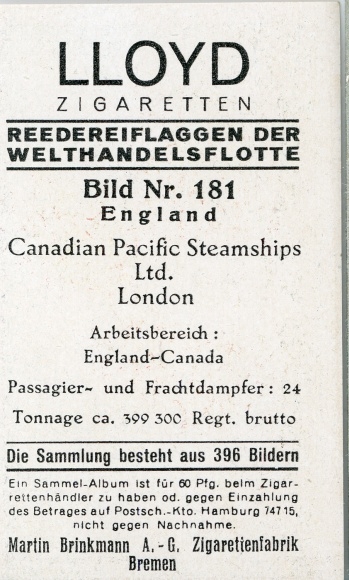 LLOYD
ZIGARETTEN
REEDEREIFLAGGEN DER
WELTHANDELSFLOTTE
Bild Nr. 181
England
Canadian Pacific Steamships
Ltd.
London
Arbeitsbereich :
England-Canada
Passagier- und Frachtdampfer: 24
Tonnage ca. 399 300 Regt. brutto
Die Sammlung besteht aus 396 Bildern
Ein Sammel-Album ist für 60 Pfg. beim Zigar-
rettenhändler zu haben od. gegen Einzahlung
des Betrages auf Postsch.-Kto. Hamburg 74715,
nicht gegen Nachnahme.
Martin Brinkmann A.-G. Zigarettenfabrik
Bremen